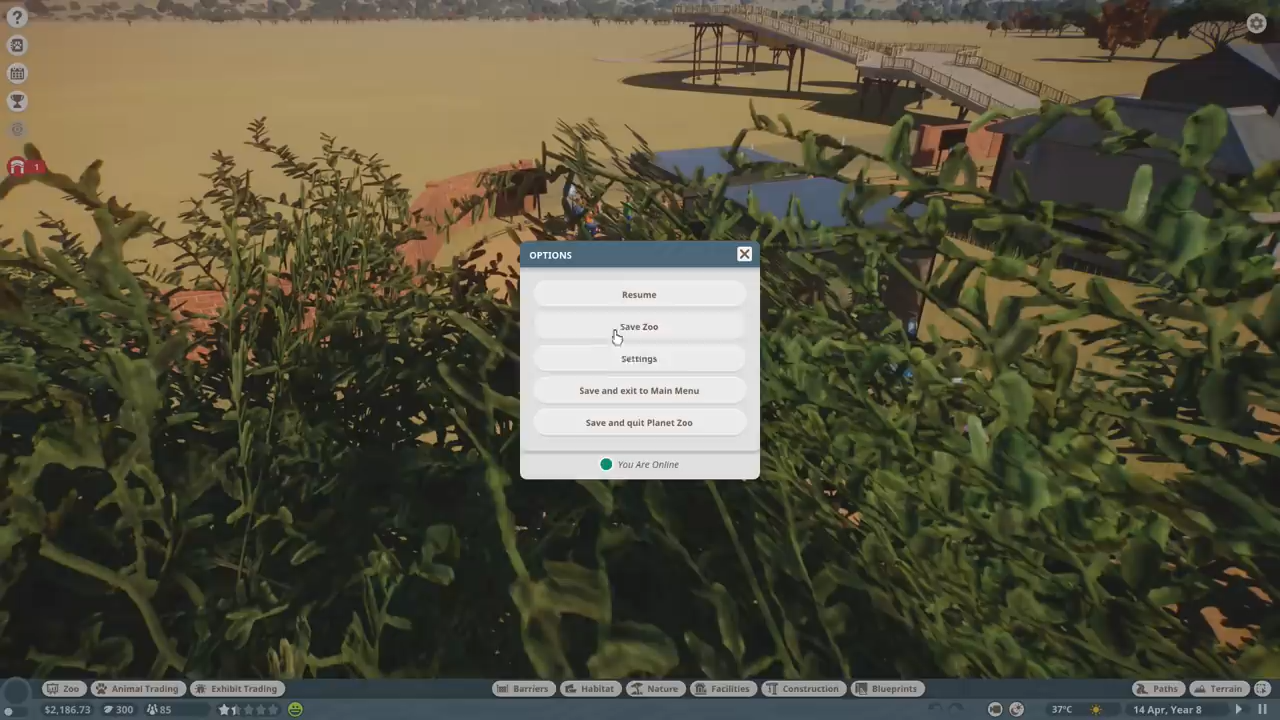 ?
1
OPTIONS
Resume
Save Zoo
Settings
Save and exit to Main Menu
Save and quit Planet Zoo
You Are Online
Zoo Animal Trading Exhibit Trading Barriers Habitat Nature Facilities Construction Blueprints Paths Terrain
$2,186.73 300 85 37°C 14 Apr, Year 8